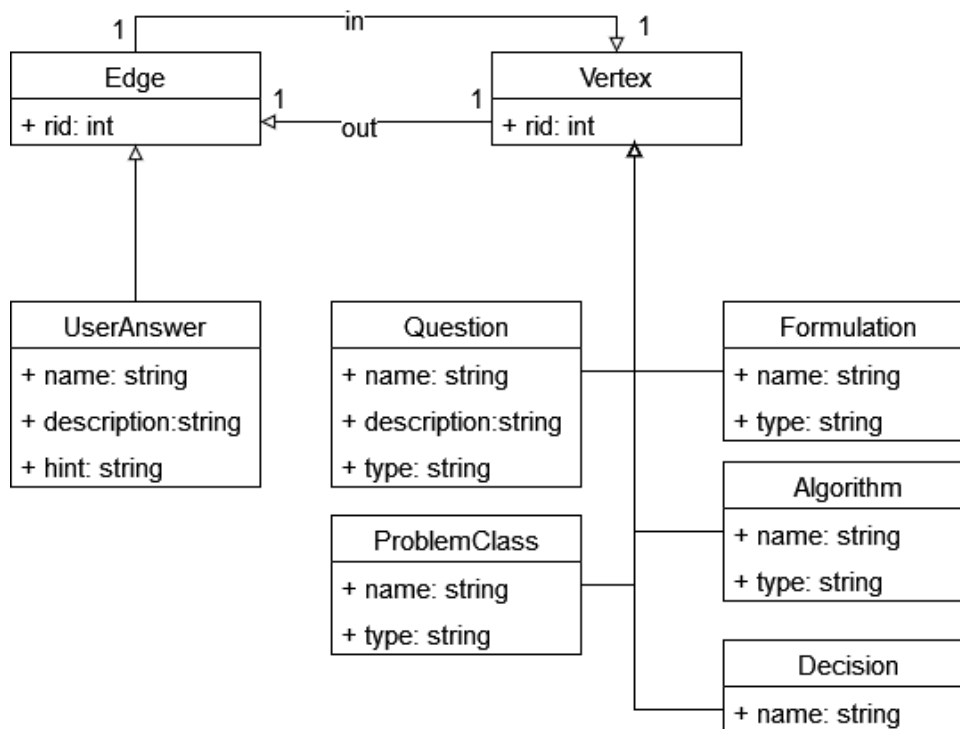 1
in
1
Edge
+ rid: int
1
out
1
Vertex
+ rid: int
UserAnswer
+ name: string
+ description:string
+ hint: string
Question
+ name: string
+ description:string
+ type: string
Formulation
+ name: string
+ type: string
ProblemClass
+ name: string
+ type: string
Algorithm
+ name: string
+ type: string
Decision
+ name: string